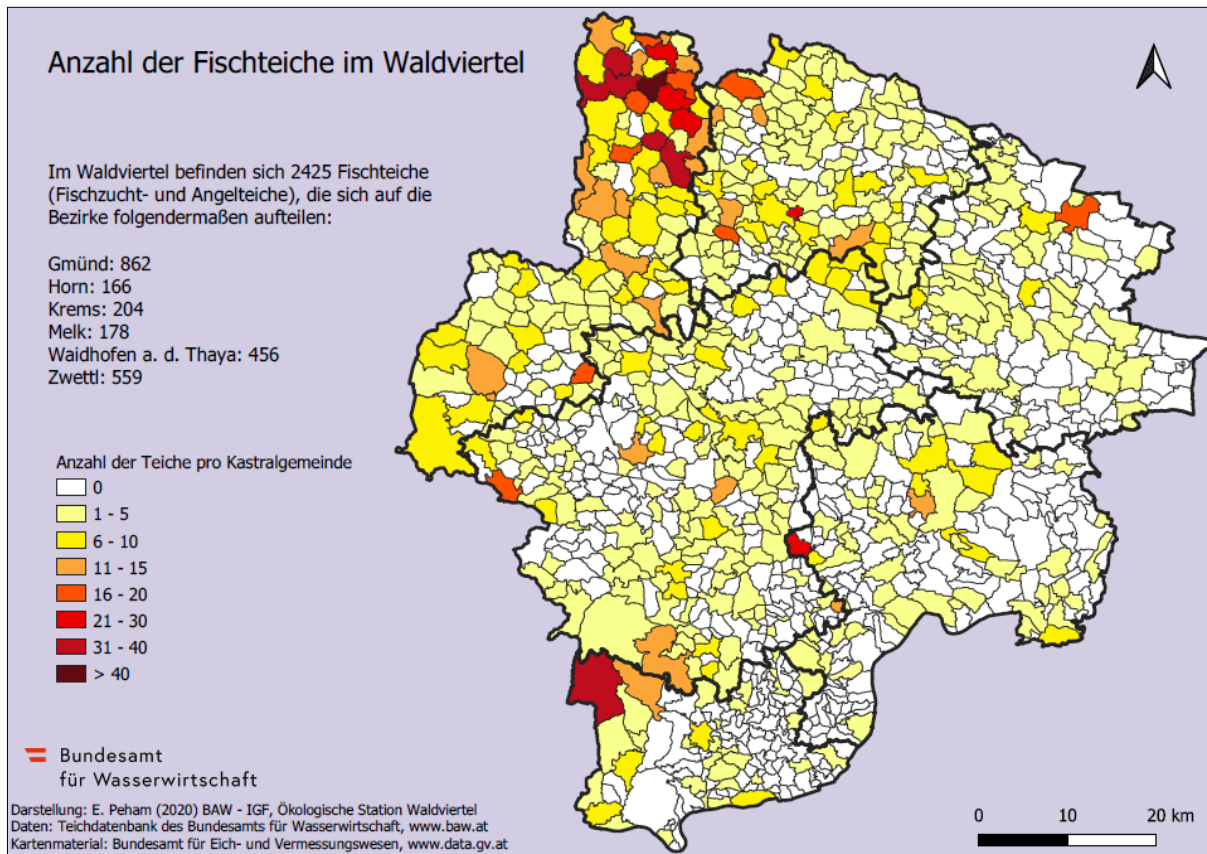 Anzahl der Fischteiche im Waldviertel
Im Waldviertel befinden sich 2425 Fischteiche
(Fischzucht- und Angelteiche), die sich auf die
Bezirke folgendermaßen aufteilen:
Gmünd: 862
Horn: 166
Krems: 204
Melk: 178
Waidhofen a. d. Thaya: 456
Zwettl: 559
Anzahl der Teiche pro Kastralgemeinde
0
1 - 5
6 - 10
11 - 15
16 - 20
21 - 30
31 - 40
> 40
Bundesamt
für Wasserwirtschaft
Darstellung: E. Peham (2020) BAW - IGF, Ökologische Station Waldviertel
Daten: Teichdatenbank des Bundesamts für Wasserwirtschaft, www.baw.at
Kartenmaterial: Bundesamt für Eich- und Vermessungswesen, www.data.gv.at
0 10 20 km